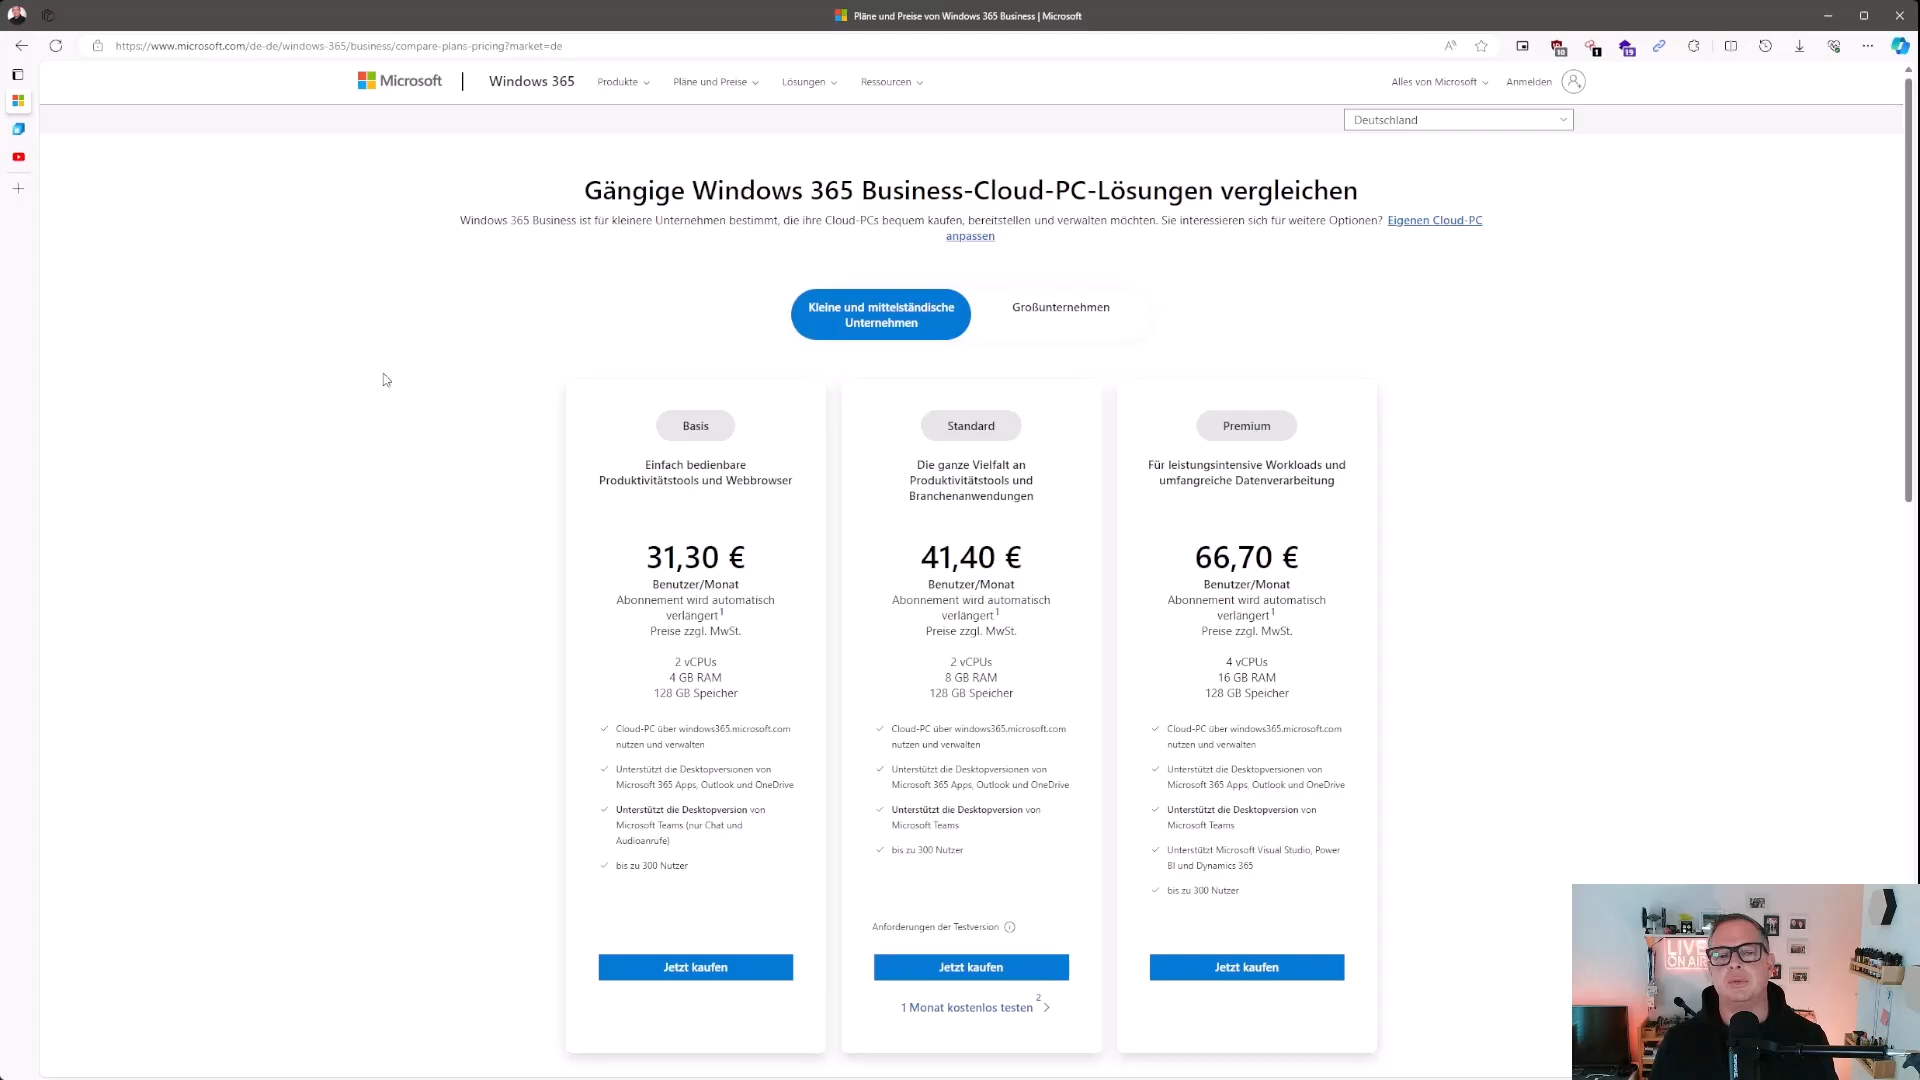 Pläne und Preise von Windows 365 Business | Microsoft
https://www.microsoft.com/de-de/windows-365/business/compare-plans-pricing?market=de
10
1
19
Microsoft
Windows 365
Produkte
Pläne und Preise
Lösungen
Ressourcen
Alles von Microsoft
Anmelden
Deutschland
Gängige Windows 365 Business-Cloud-PC-Lösungen vergleichen
Windows 365 Business ist für kleinere Unternehmen bestimmt, die ihre Cloud-PCs bequem kaufen, bereitstellen und verwalten möchten. Sie interessieren sich für weitere Optionen? Eigenen Cloud-PC
anpassen
Kleine und mittelständische
Unternehmen
Großunternehmen
Basis
Einfach bedienbare
Produktivitätstools und Webbrowser
31,30 €
Benutzer/Monat
Abonnement wird automatisch
verlängert1
Preise zzgl. MwSt.
2 vCPUs
4 GB RAM
128 GB Speicher
Cloud-PC über windows365.microsoft.com
nutzen und verwalten
Unterstützt die Desktopversionen von
Microsoft 365 Apps, Outlook und OneDrive
Unterstützt die Desktopversion von
Microsoft Teams (nur Chat und
Audioanrufe)
bis zu 300 Nutzer
Jetzt kaufen
Standard
Die ganze Vielfalt an
Produktivitätstools und
Branchenanwendungen
41,40 €
Benutzer/Monat
Abonnement wird automatisch
verlängert1
Preise zzgl. MwSt.
2 vCPUs
8 GB RAM
128 GB Speicher
Cloud-PC über windows365.microsoft.com
nutzen und verwalten
Unterstützt die Desktopversionen von
Microsoft 365 Apps, Outlook und OneDrive
Unterstützt die Desktopversion von
Microsoft Teams
bis zu 300 Nutzer
Anforderungen der Testversion
Jetzt kaufen
1 Monat kostenlos testen 2
Premium
Für leistungsintensive Workloads und
umfangreiche Datenverarbeitung
66,70 €
Benutzer/Monat
Abonnement wird automatisch
verlängert1
Preise zzgl. MwSt.
4 vCPUs
16 GB RAM
128 GB Speicher
Cloud-PC über windows365.microsoft.com
nutzen und verwalten
Unterstützt die Desktopversionen von
Microsoft 365 Apps, Outlook und OneDrive
Unterstützt die Desktopversion von
Microsoft Teams
Unterstützt Microsoft Visual Studio, Power
BI und Dynamics 365
bis zu 300 Nutzer
Jetzt kaufen
LIVE
ON AIR